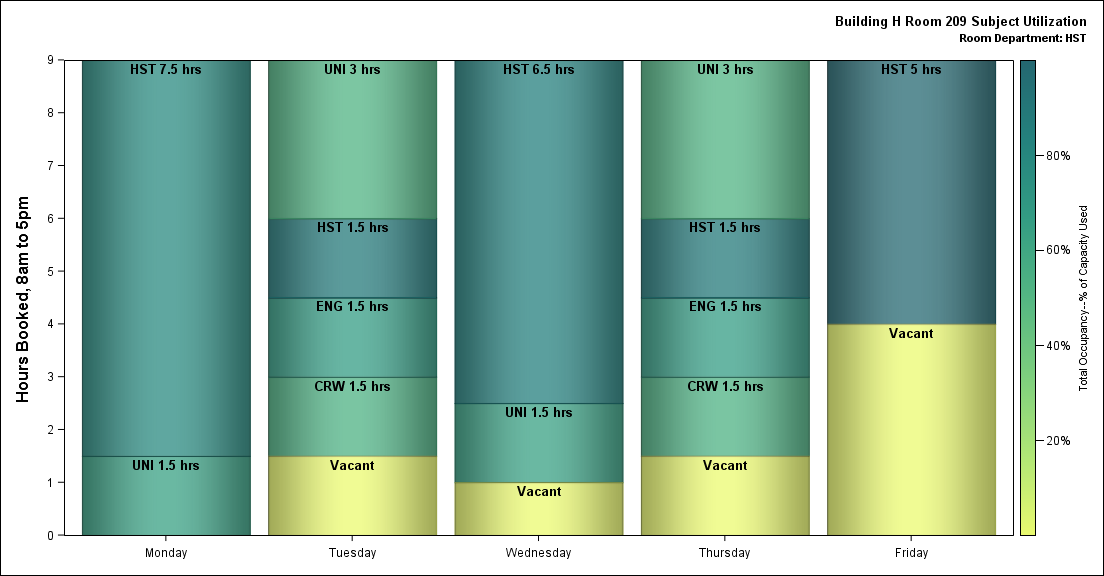 Building H Room 209 Subject Utilization
Room Department: HST
Hours Booked, 8am to 5pm
9
8
7
6
5
4
3
2
1
0
HST 7.5 hrs
UNI 1.5 hrs
UNI 3 hrs
HST 1.5 hrs
ENG 1.5 hrs
CRW 1.5 hrs
Vacant
HST 6.5 hrs
UNI 1.5 hrs
Vacant
UNI 3 hrs
HST 1.5 hrs
ENG 1.5 hrs
CRW 1.5 hrs
Vacant
HST 5 hrs
Vacant
Monday
Tuesday
Wednesday
Thursday
Friday
80%
60%
40%
20%
Total Occupancy--% of Capacity Used